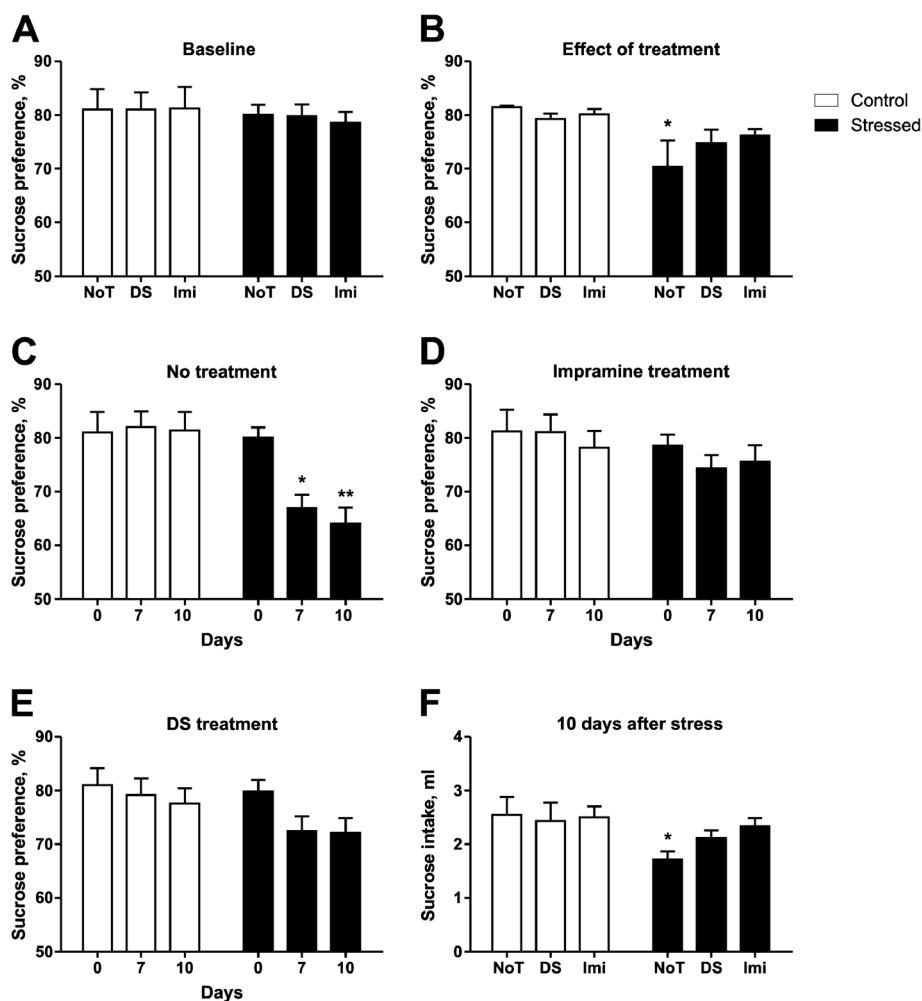 A
Baseline
Sucrose preference, %
90
80
70
60
50
NoT DS Imi NoT DS Imi
B
Effect of treatment
Sucrose preference, %
90
80
70
60
50
*
NoT DS Imi NoT DS Imi
Control
Stressed
C
No treatment
Sucrose preference, %
90
80
70
60
50
* **
0 7 10 0 7 10
Days
D
Impramine treatment
Sucrose preference, %
90
80
70
60
50
0 7 10 0 7 10
Days
E
DS treatment
Sucrose preference, %
90
80
70
60
50
0 7 10 0 7 10
Days
F
10 days after stress
Sucrose intake, ml
4
3
2
1
0
*
NoT DS Imi NoT DS Imi